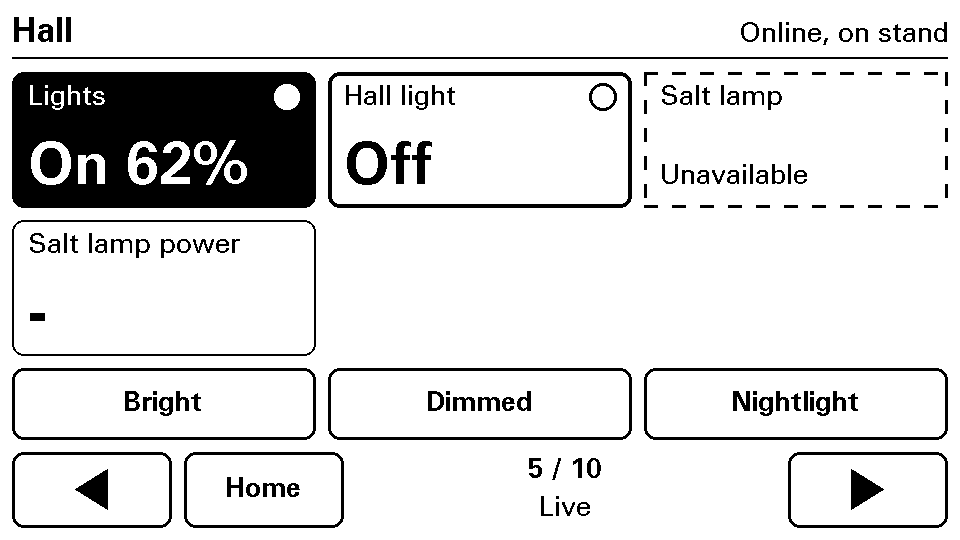 Hall
Online, on stand
Lights
On 62%
Hall light
Off
Salt lamp
Unavailable
Salt lamp power
-
Bright
Dimmed
Nightlight
Home
5 / 10
Live